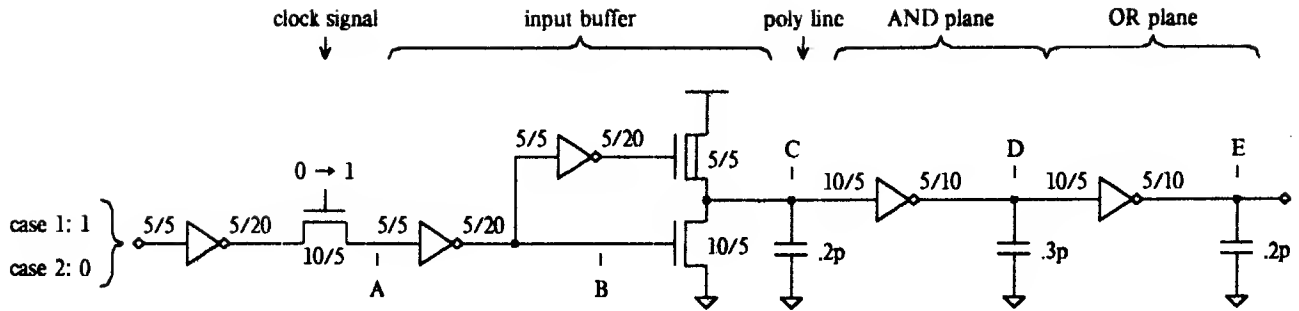 clock signal
input buffer
poly line
AND plane
OR plane
5/5
5/20
5/5
C
D
E
0 → 1
10/5
5/10
10/5
5/10
case 1: 1
case 2: 0
5/5
5/20
10/5
5/5
5/20
10/5
.2p
.3p
.2p
A
B